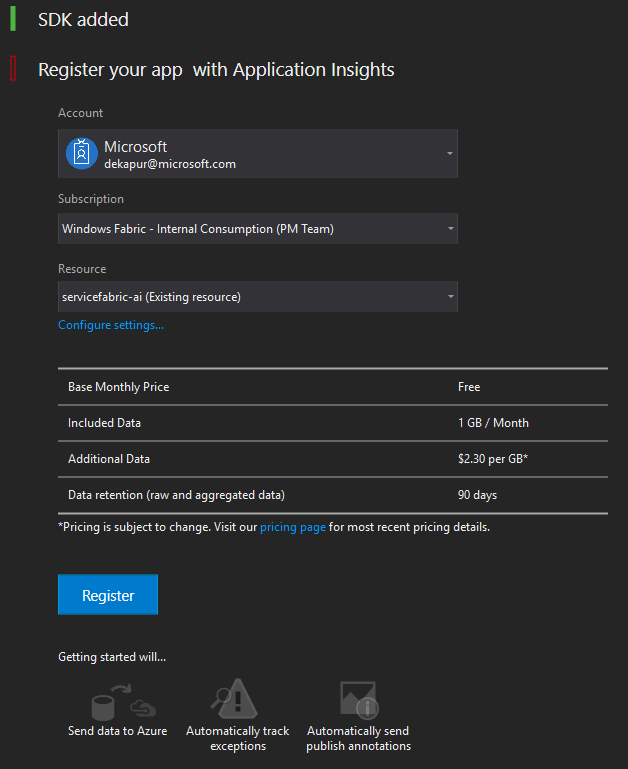 SDK added
Register your app with Application Insights
Account
Microsoft
dekapur@microsoft.com
Subscription
Windows Fabric - Internal Consumption (PM Team)
Resource
servicefabric-ai (Existing resource)
Configure settings...
Base Monthly Price Free
Included Data 1 GB / Month
Additional Data $2.30 per GB*
Data retention (raw and aggregated data) 90 days
*Pricing is subject to change. Visit our pricing page for most recent pricing details.
Register
Getting started will...
Send data to Azure
Automatically track
exceptions
Automatically send
publish annotations